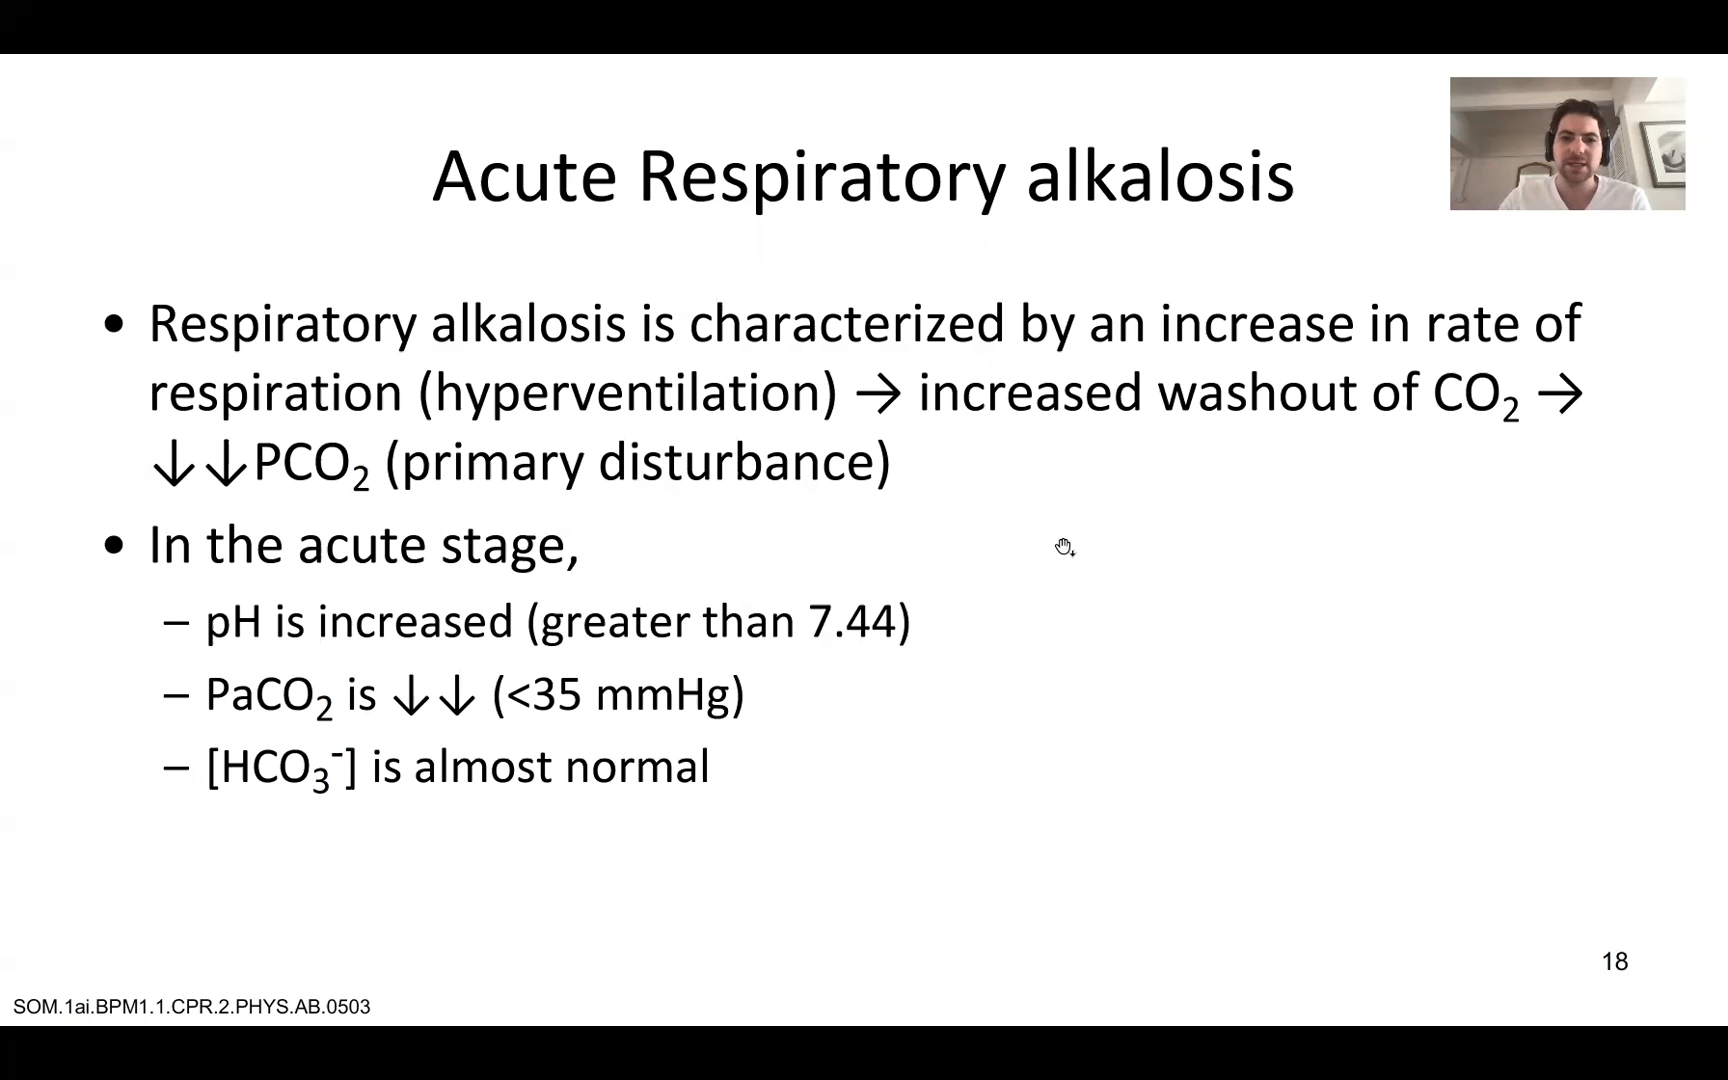 Acute Respiratory alkalosis
• Respiratory alkalosis is characterized by an increase in rate of
respiration (hyperventilation) → increased washout of CO₂ →
↓↓PCO₂ (primary disturbance)
• In the acute stage,
– pH is increased (greater than 7.44)
– PaCO₂ is ↓↓ (<35 mmHg)
– [HCO₃⁻] is almost normal
18
SOM.1ai.BPM1.1.CPR.2.PHYS.AB.0503